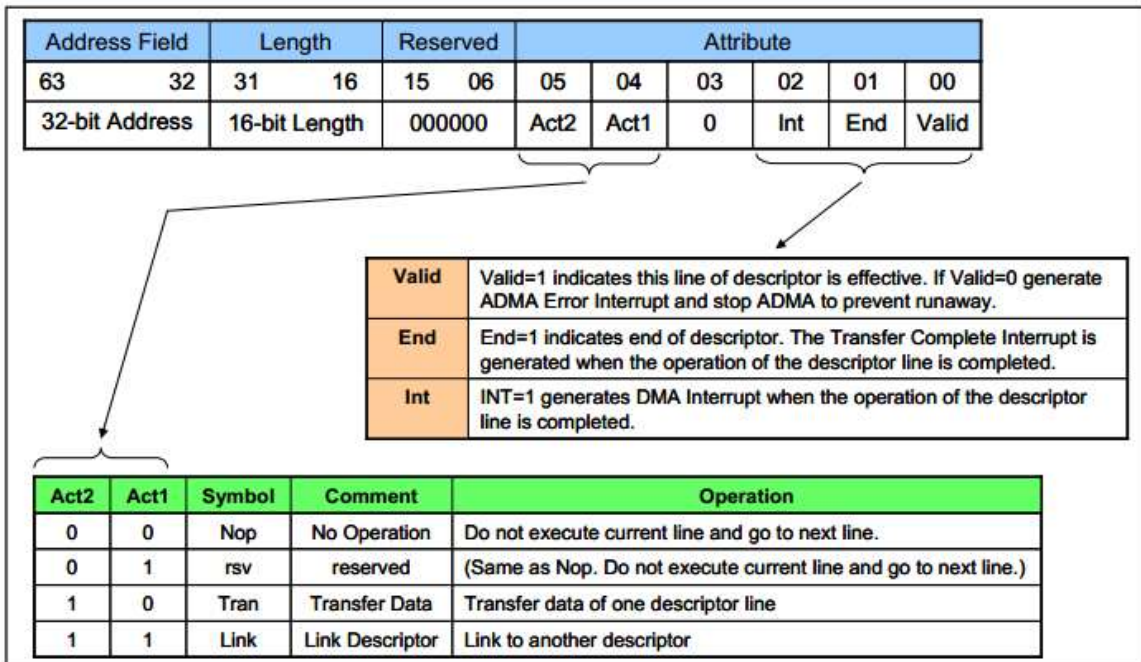 Address Field Length Reserved Attribute
63 32 31 16 15 06 05 04 03 02 01 00
32-bit Address 16-bit Length 000000 Act2 Act1 0 Int End Valid
Valid Valid=1 indicates this line of descriptor is effective. If Valid=0 generate
ADMA Error Interrupt and stop ADMA to prevent runaway.
End End=1 indicates end of descriptor. The Transfer Complete Interrupt is
generated when the operation of the descriptor line is completed.
Int INT=1 generates DMA Interrupt when the operation of the descriptor
line is completed.
Act2 Act1 Symbol Comment Operation
0 0 Nop No Operation Do not execute current line and go to next line.
0 1 rsv reserved (Same as Nop. Do not execute current line and go to next line.)
1 0 Tran Transfer Data Transfer data of one descriptor line
1 1 Link Link Descriptor Link to another descriptor